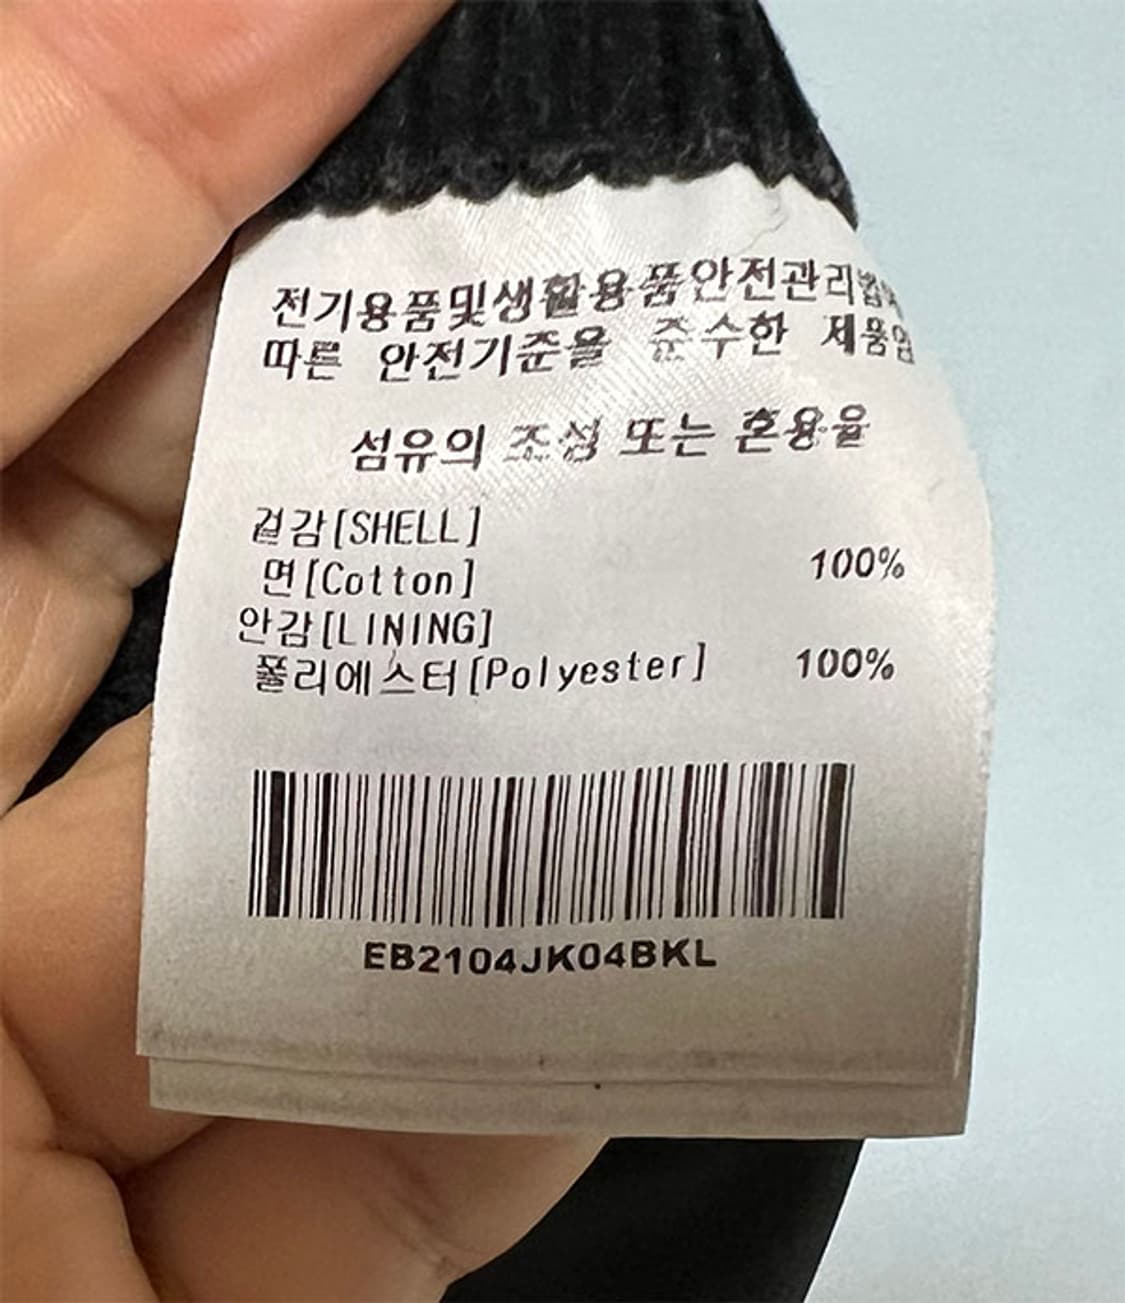 전기용품및생활용품안전관리법에
따른 안전기준을 준수한 제품임
섬유의 조성 또는 혼용율
겉감[SHELL]
면[Cotton] 100%
안감[LINING]
폴리에스터[Polyester] 100%
EB2104JK04BKL